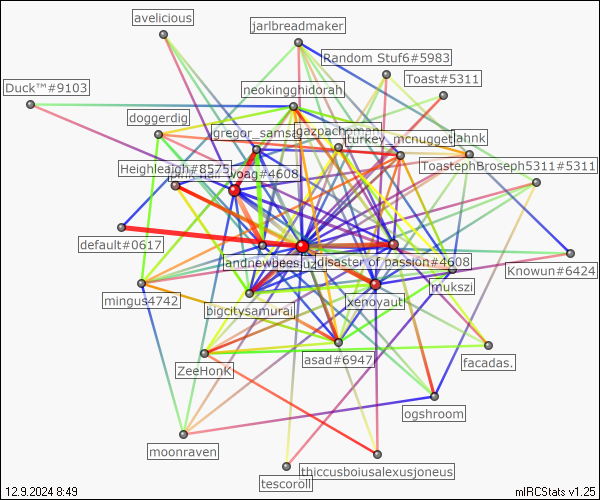 avelicious
jarlbreadmaker
Random Stuf6#5983
Toast#5311
Duck™#9103
neokingghidorah
doggerdig
gregor_samsa
gazpachoman
turkey_mcnugget
ahnk
ToastephBroseph5311#5311
Heighleigh#8575
voag#4608
default#0617
andnewbees
disaster of passion#4608
Knowun#6424
mingus4742
bigcitysamurai
xenoyaut
mukszi
ZeeHonK
asad#6947
facadas.
ogshroom
moonraven
tescoroll
thiccusboiusalexusjoneus
12.9.2024 8:49
mIRCStats v1.25